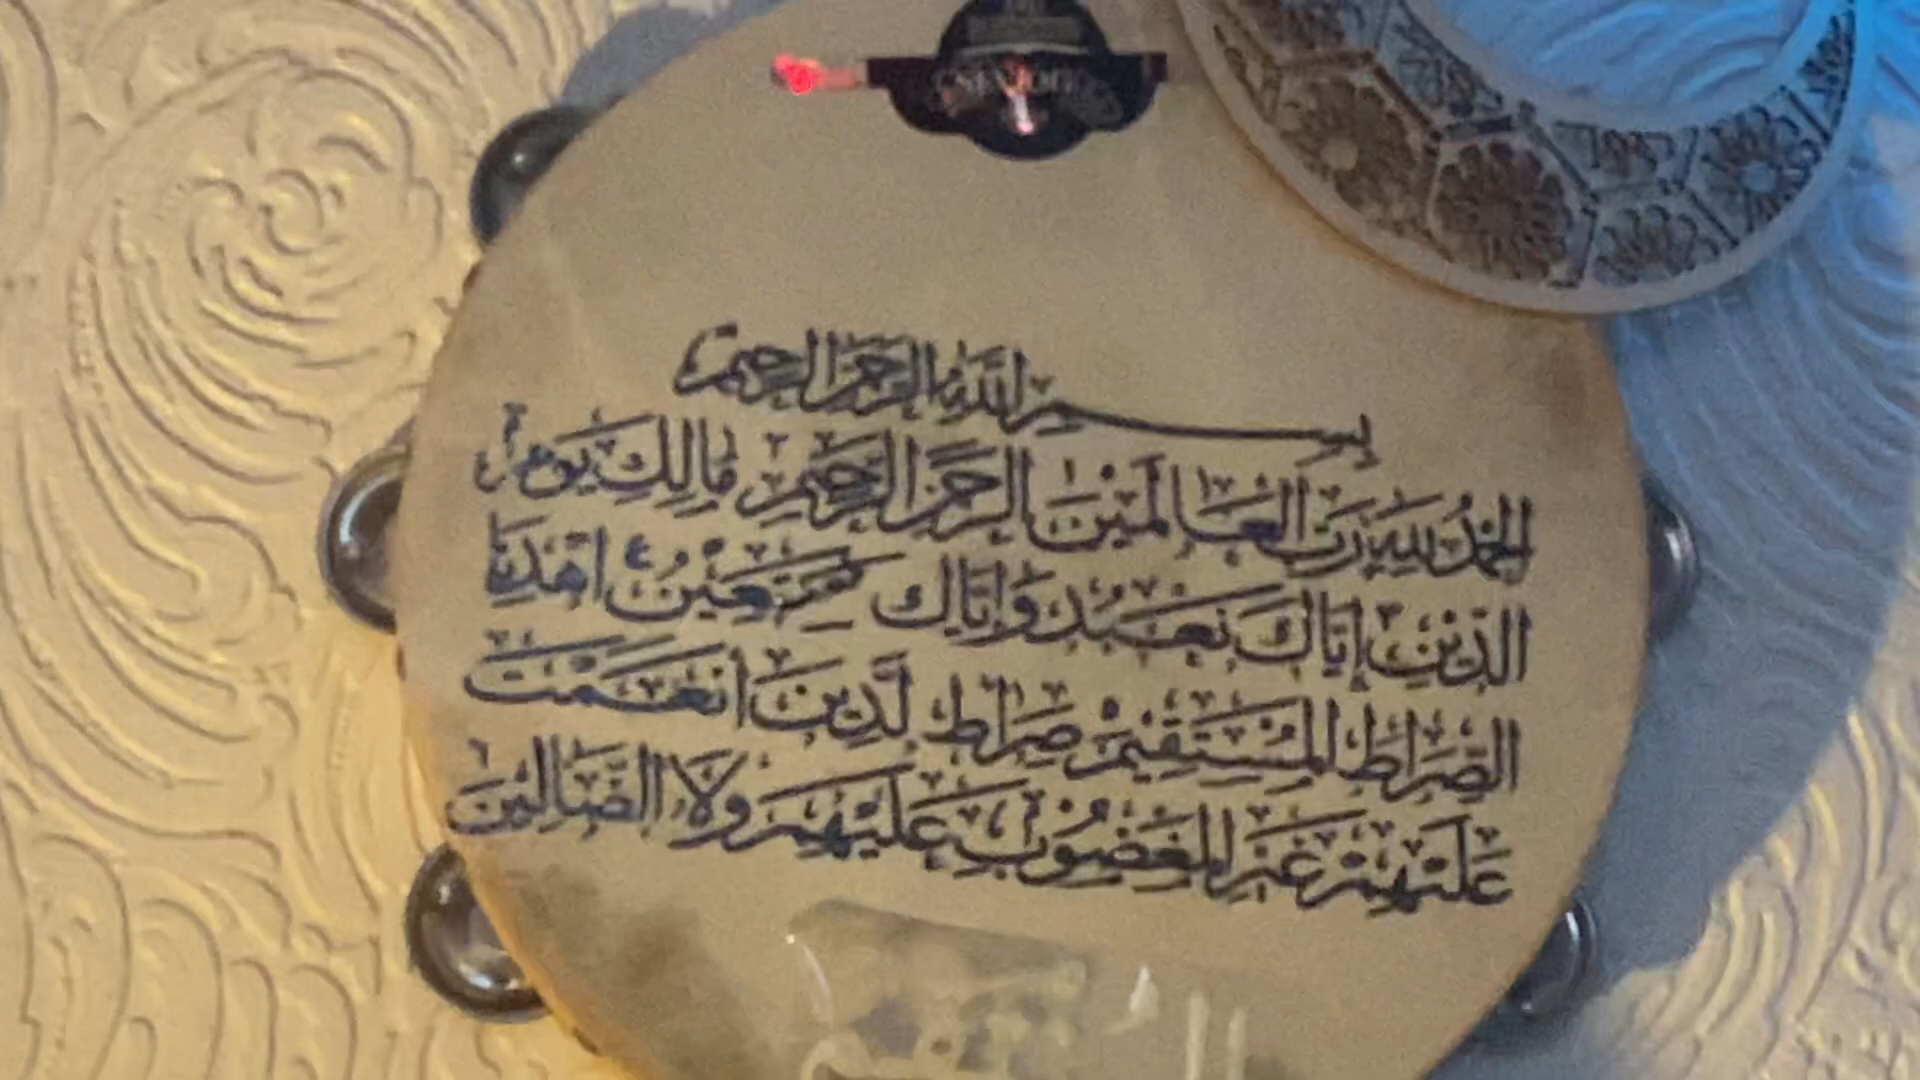 بسم الله الرحمن الرحيم
الحمد لله رب العالمين الرحمن الرحيم مالك يوم
الدين إياك نعبد وإياك نستعين اهدنا
الصراط المستقيم صراط لذين أنعمت
عليهم غير المغضوب عليهم ولا الضالين